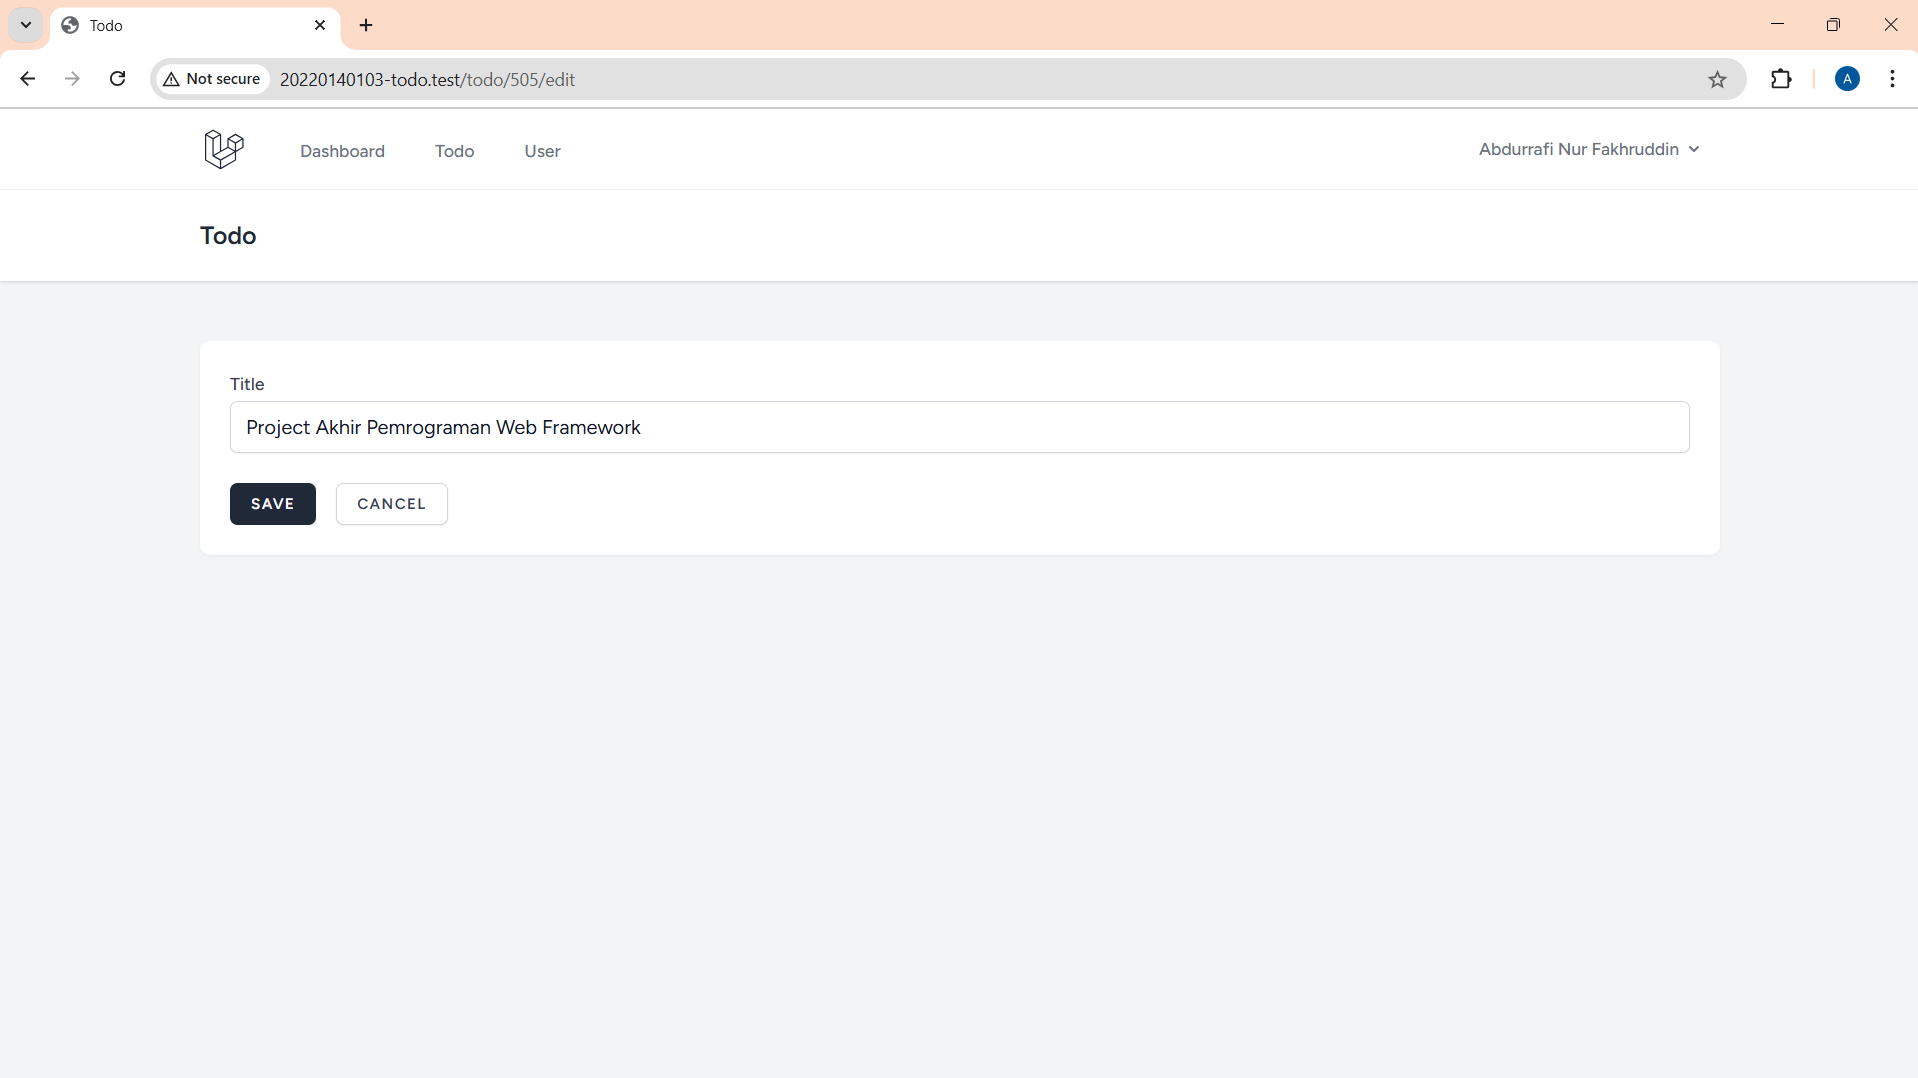 Todo
Not secure 20220140103-todo.test/todo/505/edit A
Dashboard Todo User Abdurrafi Nur Fakhruddin
Todo
Title
Project Akhir Pemrograman Web Framework
SAVE CANCEL